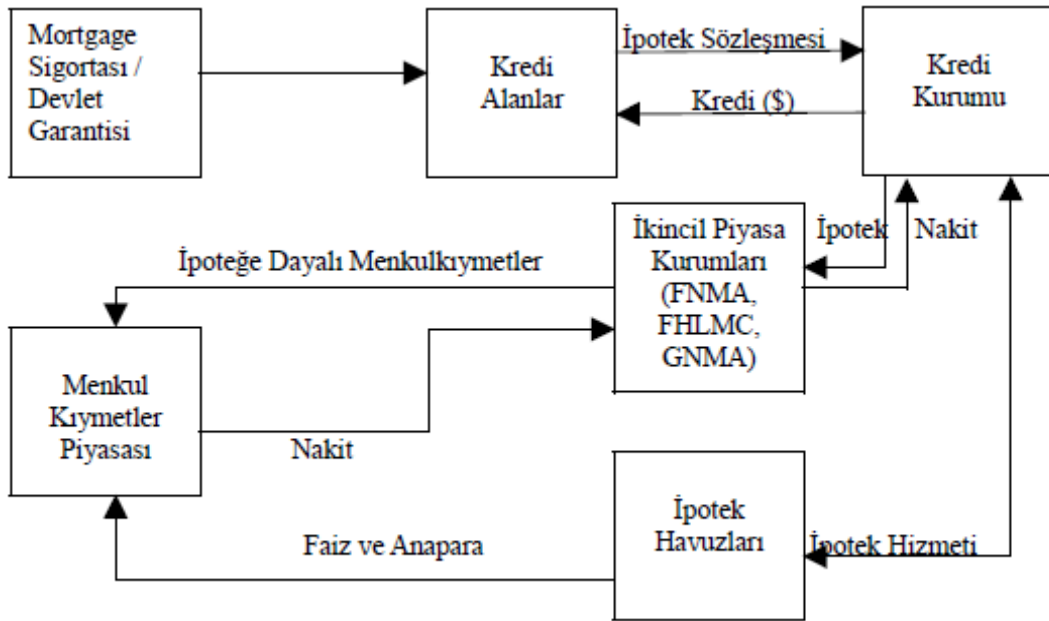 Mortgage
Sigortası /
Devlet
Garantisi
Kredi
Alanlar
İpotek Sözleşmesi
Kredi ($)
Kredi
Kurumu
İkincil Piyasa
Kurumları
(FNMA,
FHLMC,
GNMA)
İpotek
Nakit
İpoteğe Dayalı Menkulkıymetler
Menkul
Kıymetler
Piyasası
Nakit
İpotek
Havuzları
İpotek Hizmeti
Faiz ve Anapara